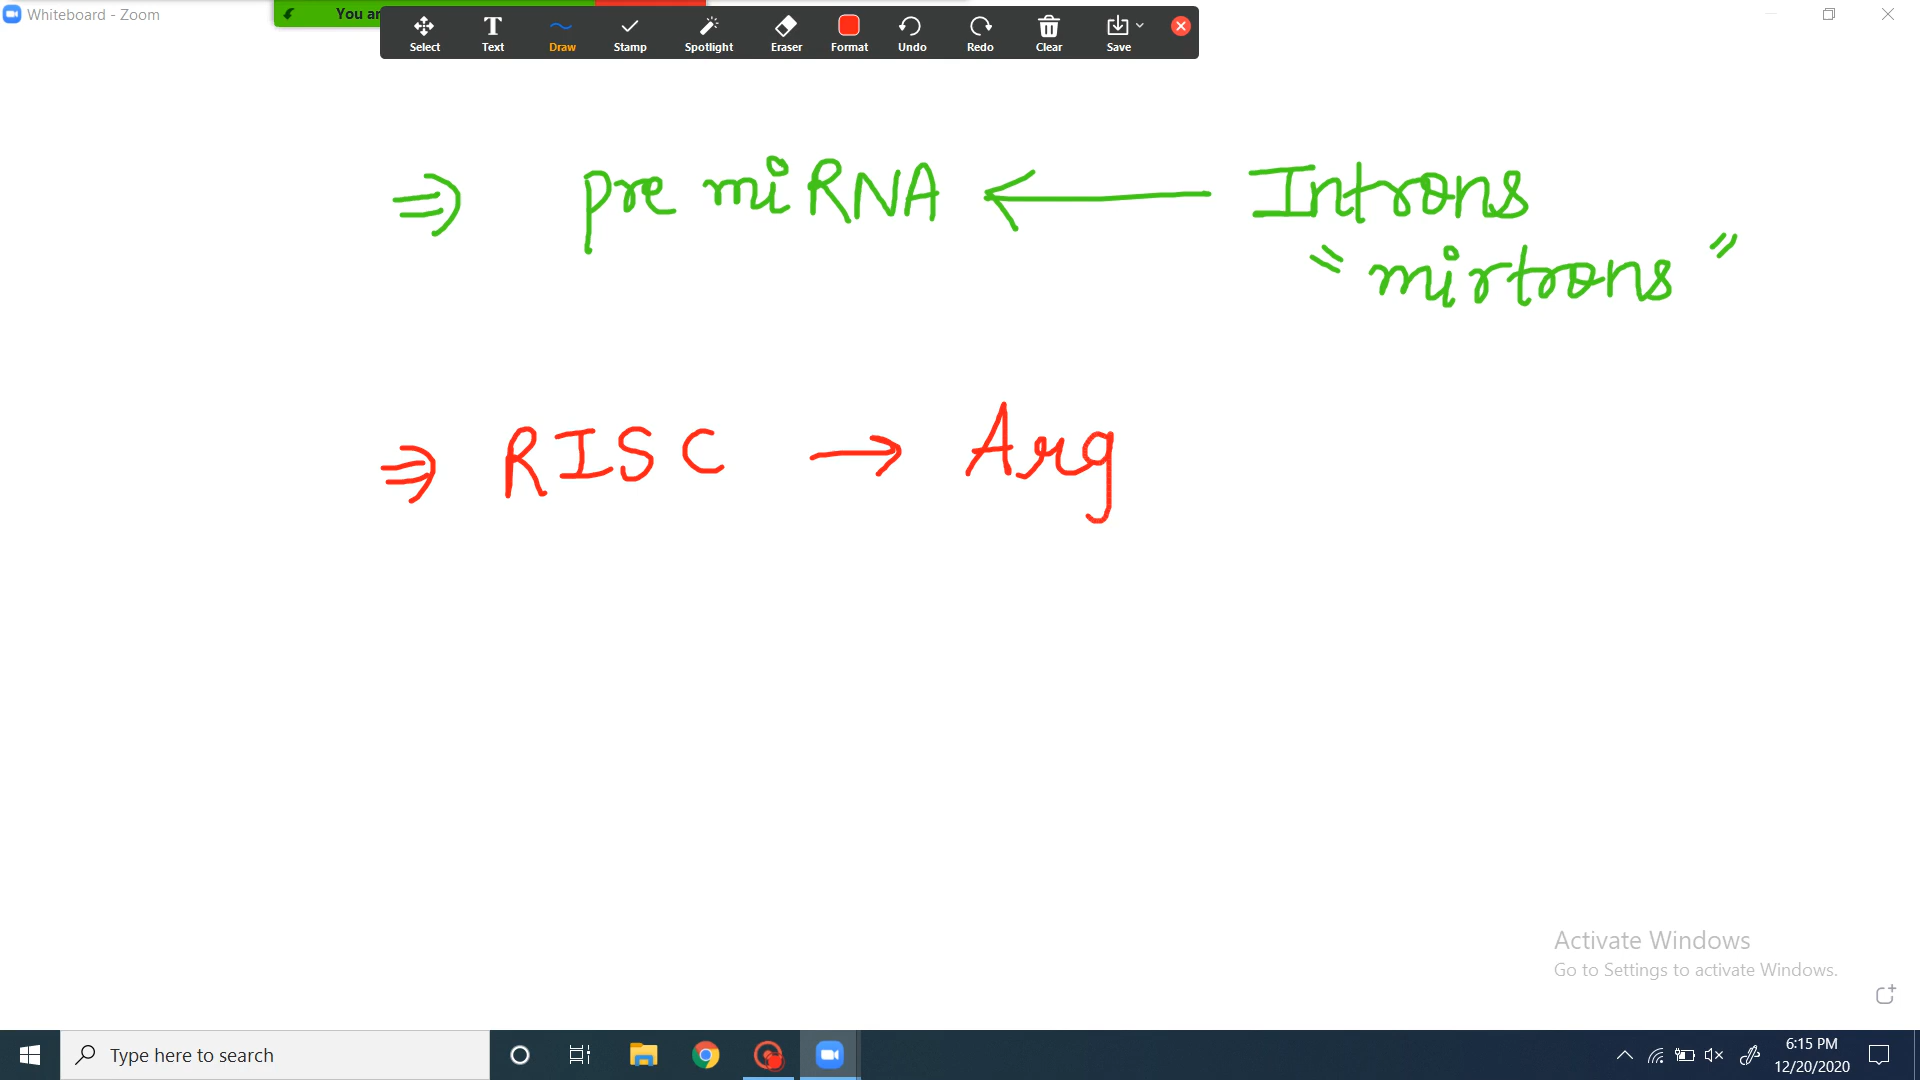 Whiteboard - Zoom
You ar
Select Text Draw Stamp Spotlight Eraser Format Undo Redo Clear Save
⇒ pre miRNA ← Introns
"mirtrons"
⇒ RISC → Arg
Activate Windows
Go to Settings to activate Windows.
Type here to search
6:15 PM
12/20/2020